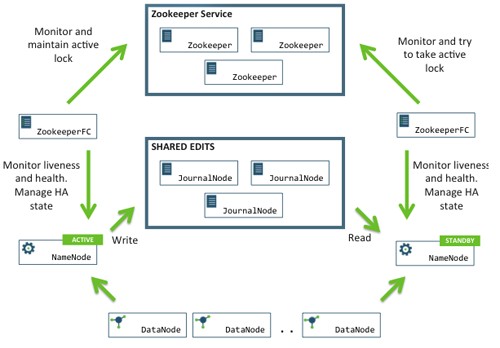 Zookeeper Service
Monitor and
maintain active
lock
Zookeeper
Zookeeper
Zookeeper
Monitor and try
to take active
lock
ZookeeperFC
ZookeeperFC
SHARED EDITS
JournalNode
JournalNode
JournalNode
Monitor liveness
and health.
Manage HA
state
Monitor liveness
and health.
Manage HA
state
Write
Read
ACTIVE
NameNode
STANDBY
NameNode
DataNode
DataNode
. .
DataNode